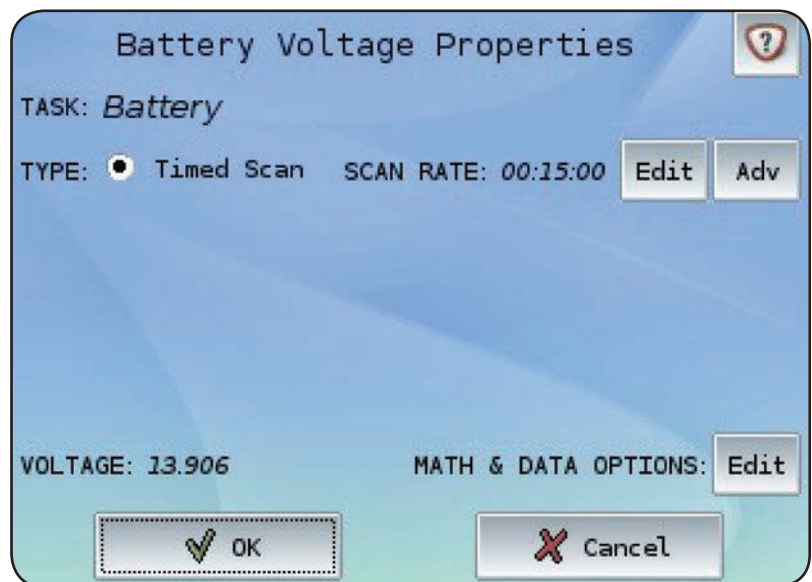 Battery Voltage Properties ?
TASK: Battery
TYPE: Timed Scan SCAN RATE: 00:15:00 Edit Adv
VOLTAGE: 13.906 MATH & DATA OPTIONS: Edit
OK Cancel